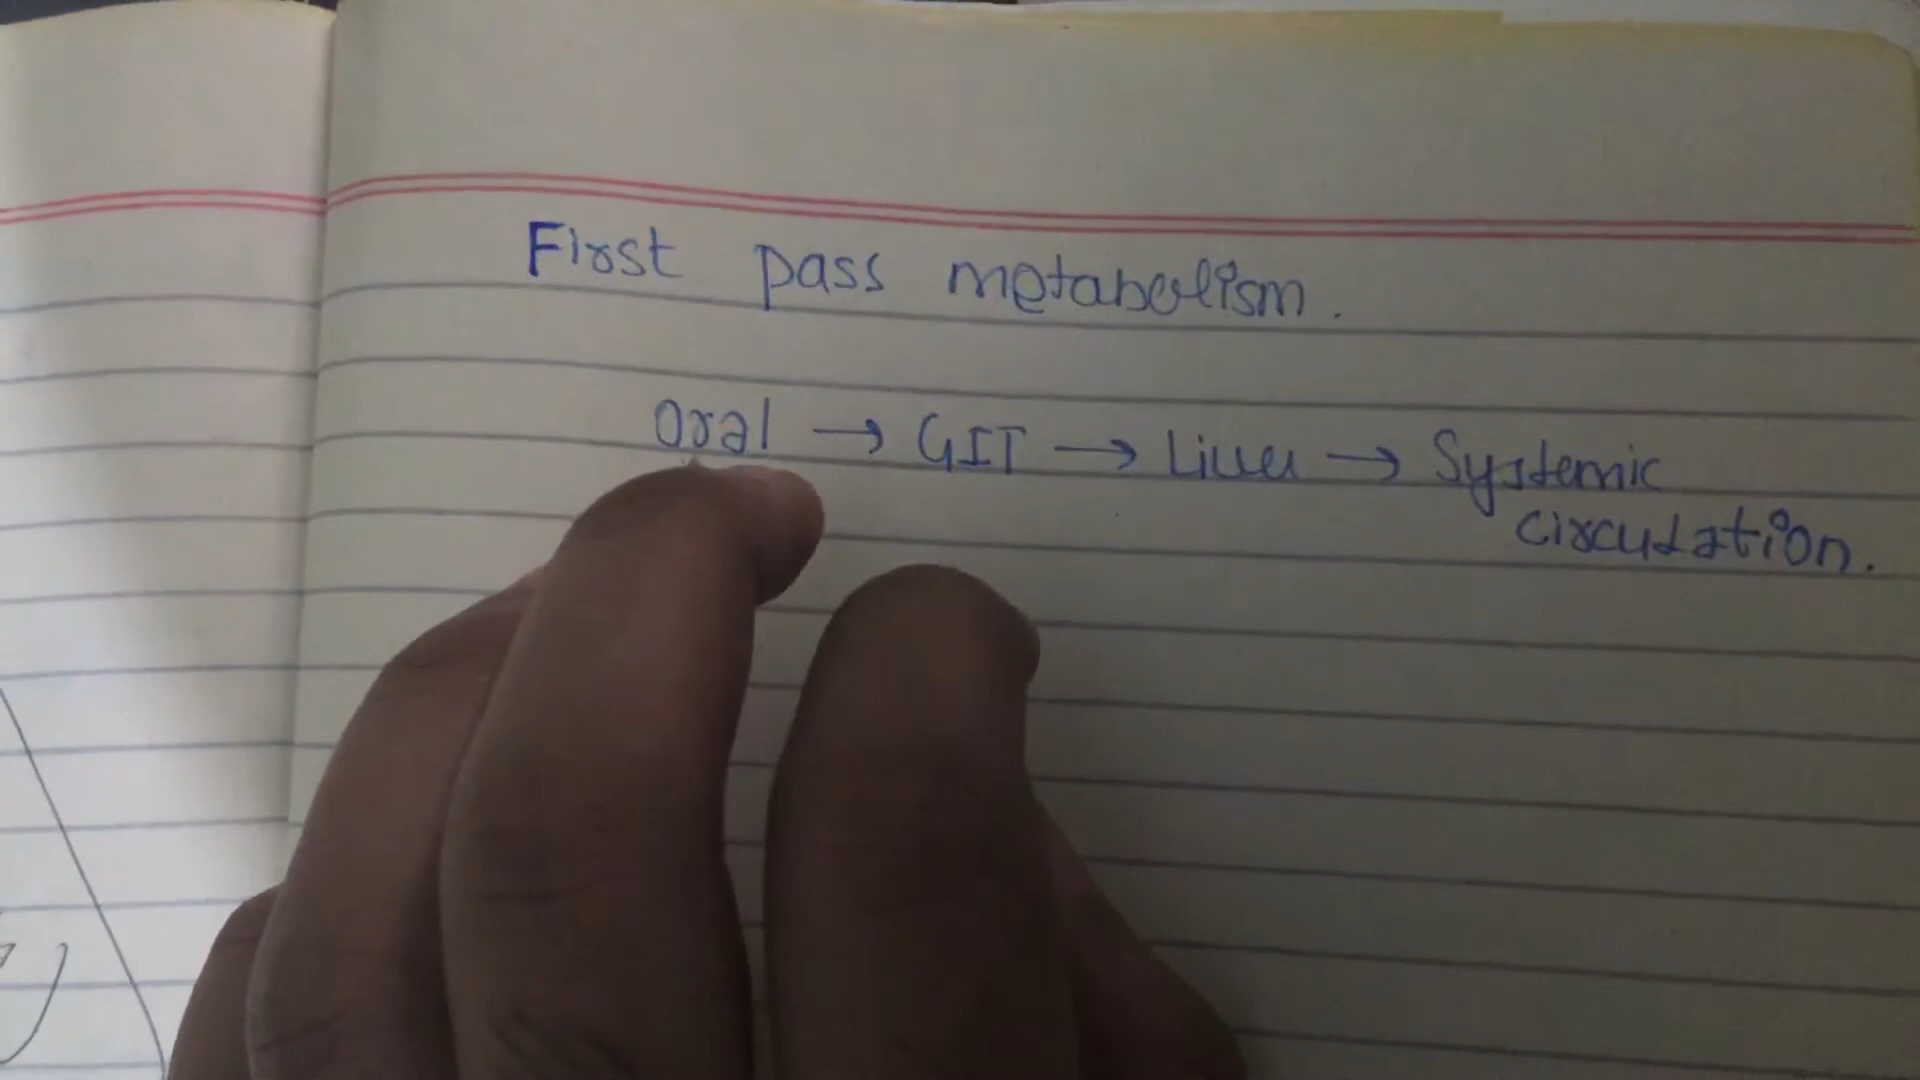 First pass metabolism.
Oral → GIT → Liver → Systemic
circulation.